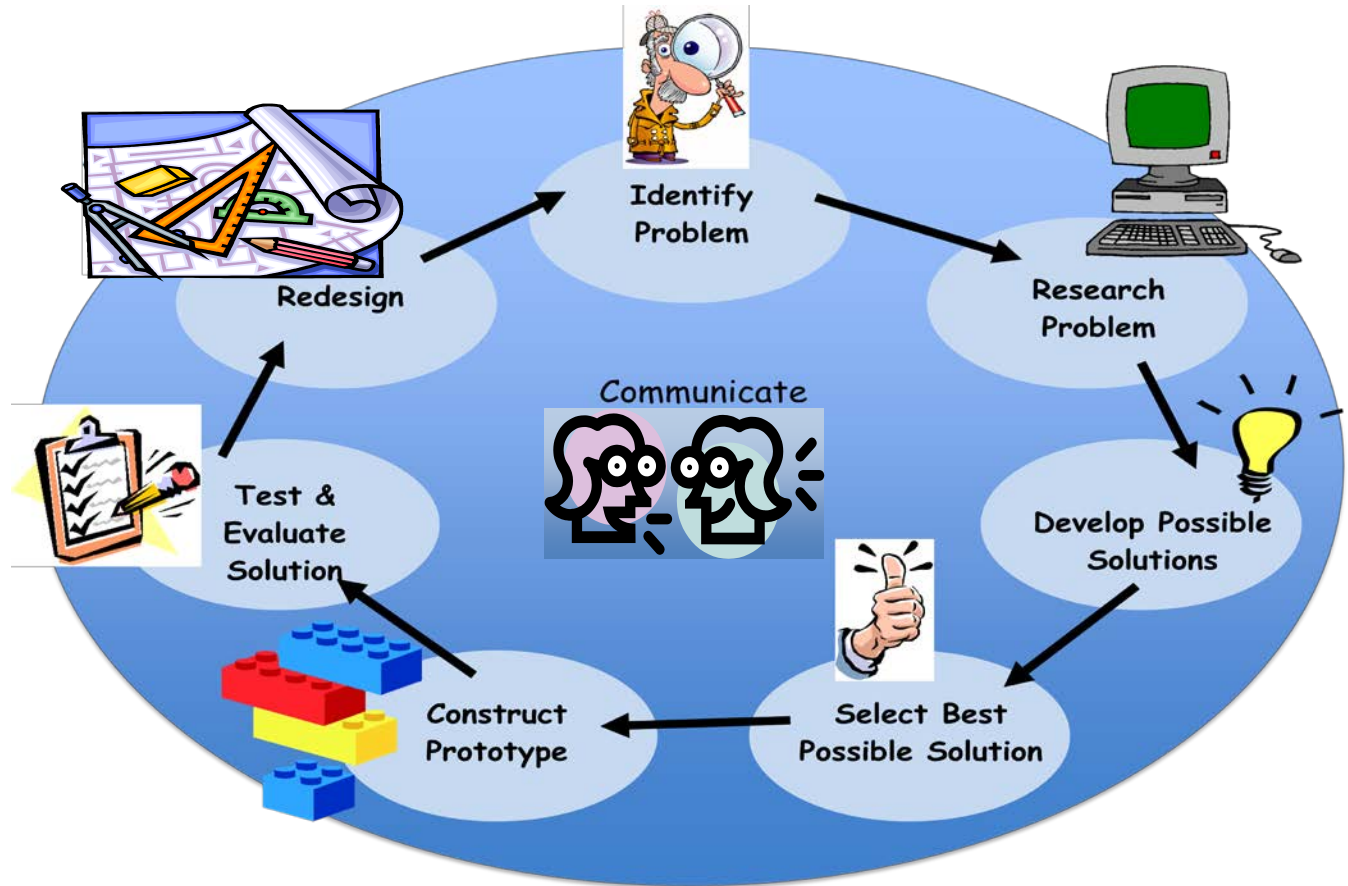 Identify
Problem
Research
Problem
Develop Possible
Solutions
Select Best
Possible Solution
Construct
Prototype
Test &
Evaluate
Solution
Redesign
Communicate